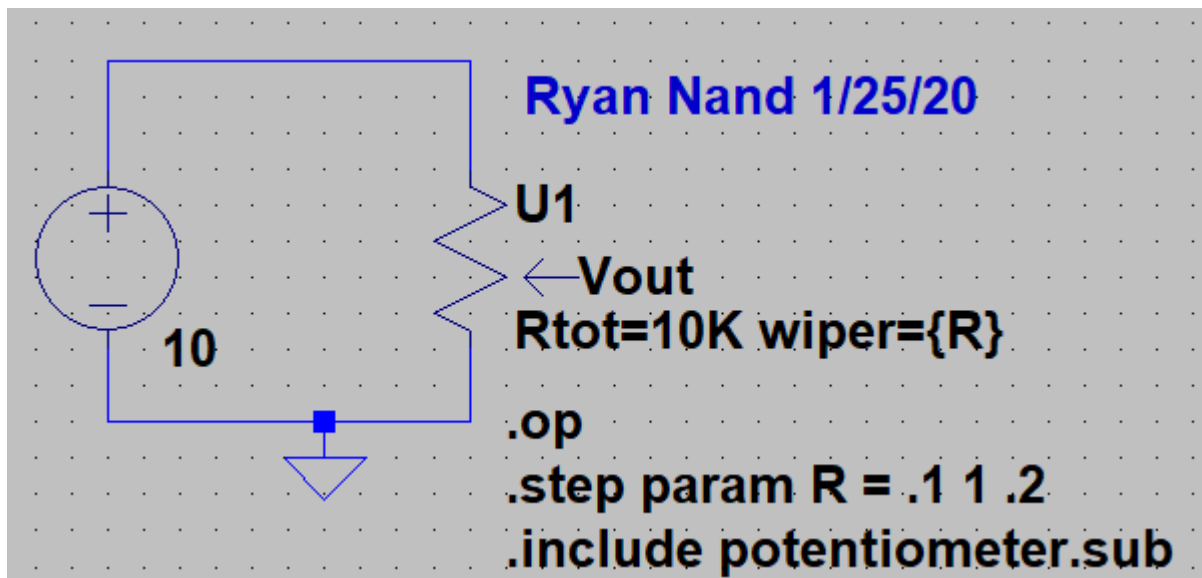 Ryan Nand 1/25/20
U1
Vout
Rtot=10K wiper={R}
10
.op
.step param R = .1 1 .2
.include potentiometer.sub